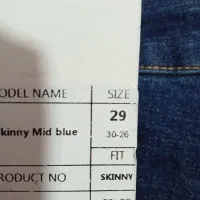 ODEL NAME SIZE
29
kinny Mid blue 30-26
FIT
RODUCT NO SKINNY